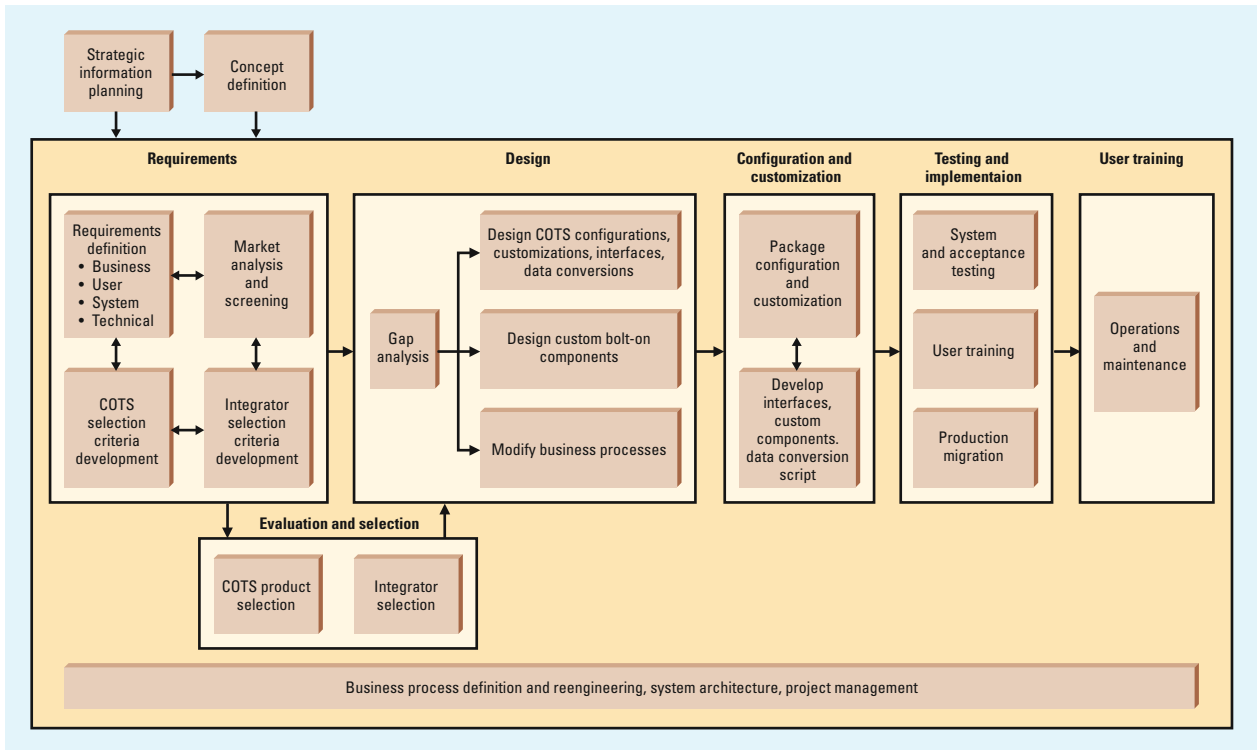 Strategic
information
planning
Concept
definition
Requirements
Requirements
definition
• Business
• User
• System
• Technical
Market
analysis
and
screening
COTS
selection
criteria
development
Integrator
selection
criteria
development
Evaluation and selection
COTS product
selection
Integrator
selection
Design
Gap
analysis
Design COTS configurations,
customizations, interfaces,
data conversions
Design custom bolt-on
components
Modify business processes
Configuration and
customization
Package
configuration
and
customization
Develop
interfaces,
custom
components.
data conversion
script
Testing and
implementaion
System
and acceptance
testing
User training
Production
migration
User training
Operations
and
maintenance
Business process definition and reengineering, system architecture, project management